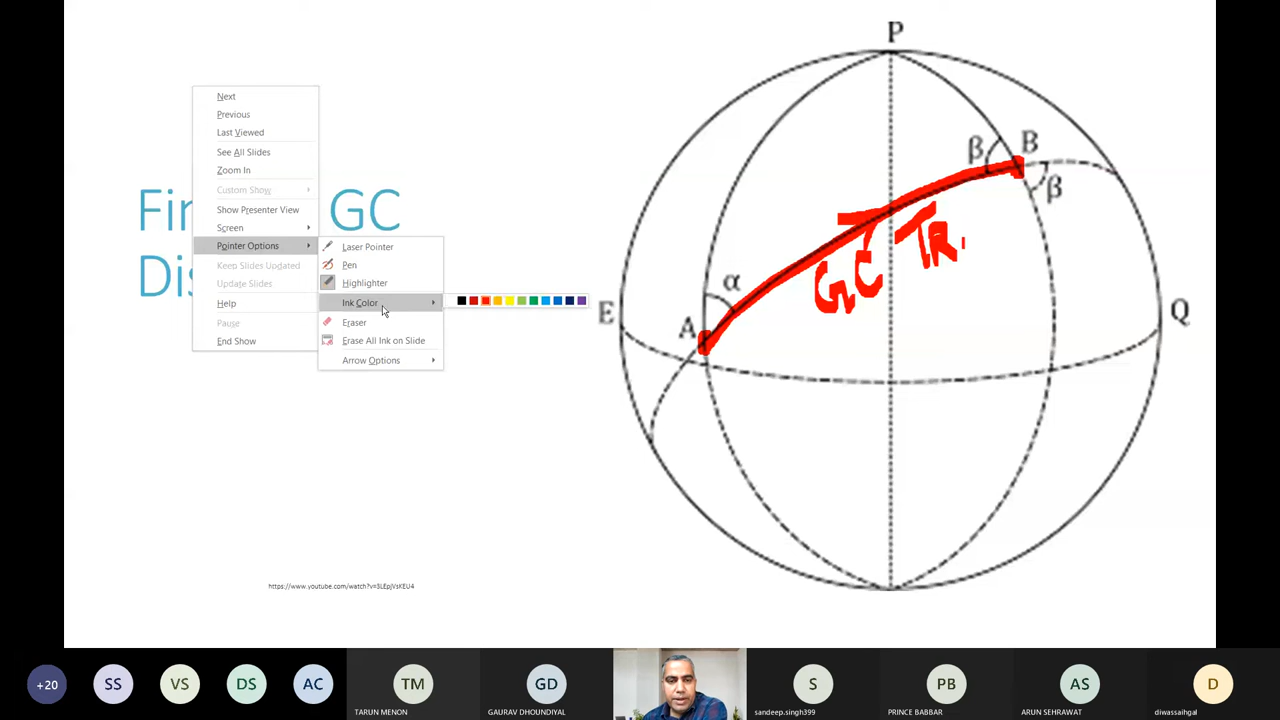 P
Fin GC
Dis
Next
Previous
Last Viewed
See All Slides
Zoom In
Custom Show
Show Presenter View
Screen
Pointer Options
Keep Slides Updated
Update Slides
Help
Pause
End Show
Laser Pointer
Pen
Highlighter
Ink Color
Eraser
Erase All Ink on Slide
Arrow Options
β B
β
GC TR
α
E
A
Q
+20
SS
VS
DS
AC
TM
TARUN MENON
GD
GAURAV DHOUNDIYAL
S
sandeep.singh399
PB
PRINCE BABBAR
AS
ARUN SEHRAWAT
D
diwassaihgal